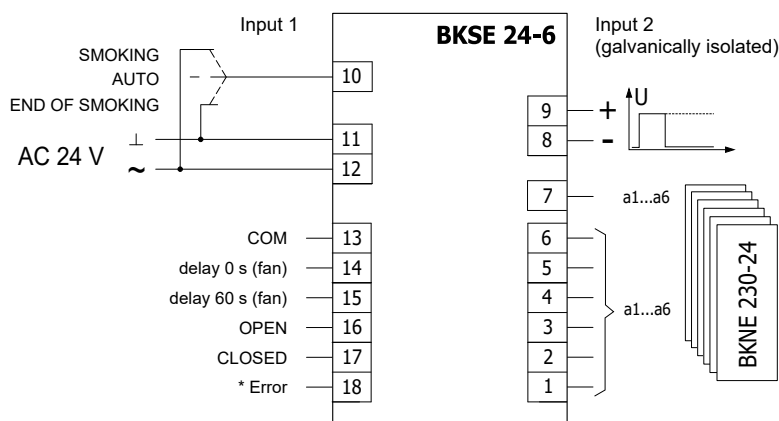 Input 1
BKSE 24-6
Input 2
(galvanically isolated)
SMOKING
AUTO
END OF SMOKING
AC 24 V
⊥
~
10
11
12
9
+
8
-
U
7
a1...a6
COM
13
delay 0 s (fan)
14
delay 60 s (fan)
15
OPEN
16
CLOSED
17
* Error
18
6
5
4
3
2
1
a1...a6
BKNE 230-24